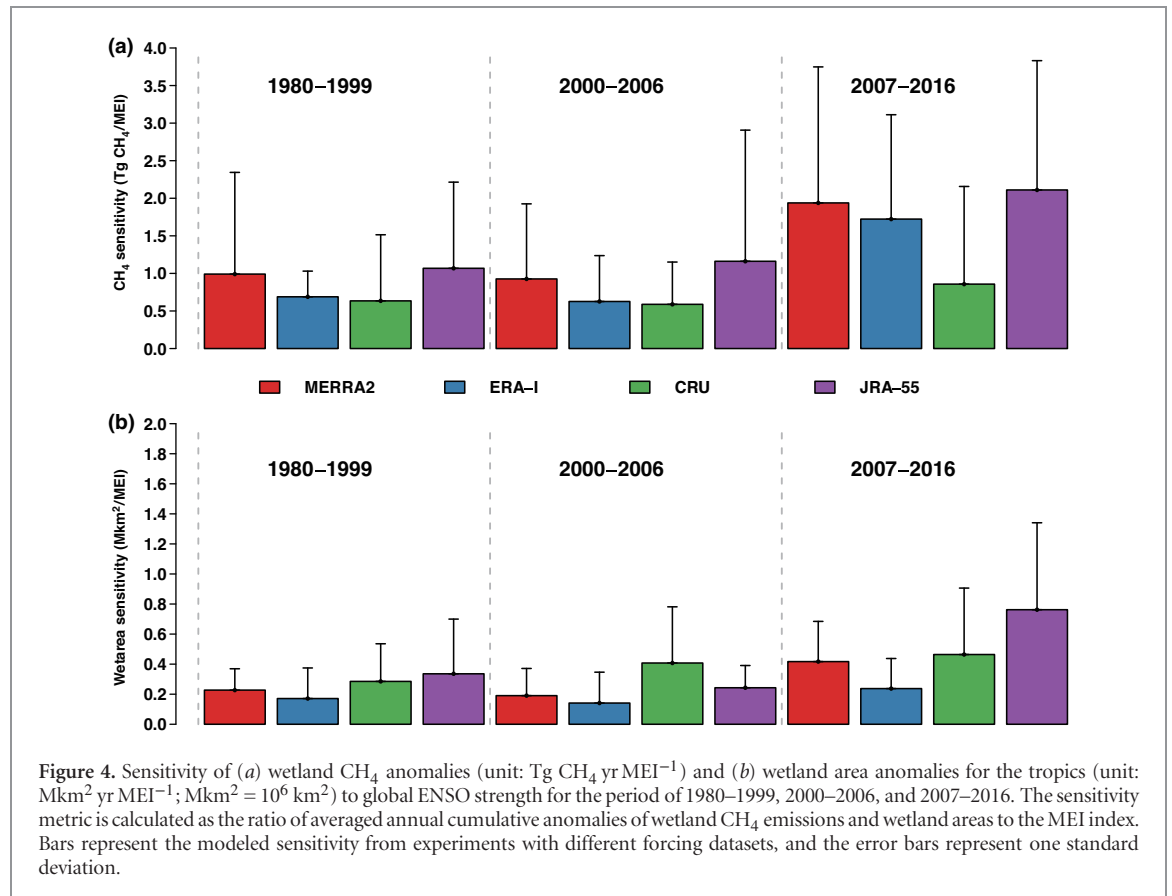 (a)
4.0
3.5
3.0
2.5
2.0
1.5
1.0
0.5
0.0
CH₄ sensitivity (Tg CH₄/MEI)
1980–1999
2000–2006
2007–2016
MERRA2 ERA–I CRU JRA–55
(b)
2.0
1.8
1.6
1.4
1.2
1.0
0.8
0.6
0.4
0.2
0.0
Wetarea sensitivity (Mkm²/MEI)
1980–1999
2000–2006
2007–2016
Figure 4. Sensitivity of (a) wetland CH₄ anomalies (unit: Tg CH₄ yr MEI⁻¹) and (b) wetland area anomalies for the tropics (unit:
Mkm² yr MEI⁻¹; Mkm² = 10⁶ km²) to global ENSO strength for the period of 1980–1999, 2000–2006, and 2007–2016. The sensitivity
metric is calculated as the ratio of averaged annual cumulative anomalies of wetland CH₄ emissions and wetland areas to the MEI index.
Bars represent the modeled sensitivity from experiments with different forcing datasets, and the error bars represent one standard
deviation.